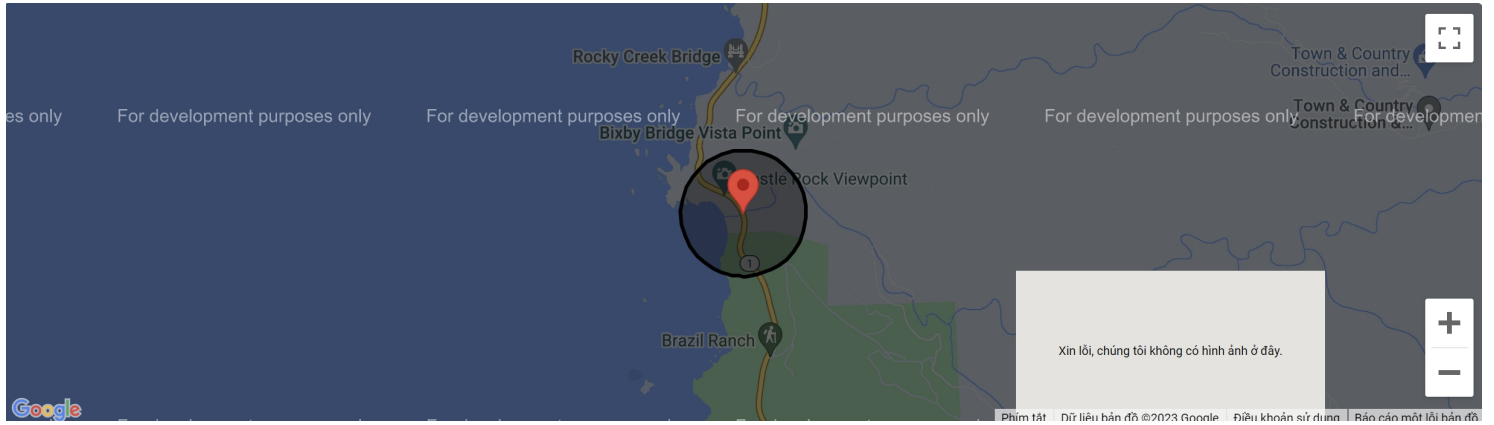 Rocky Creek Bridge
Town & Country
Construction and...
es only
For development purposes only
For development purposes only
For development purposes only
For development purposes only
For developmen
Town & Country
Construction &...
Bixby Bridge Vista Point
stle Rock Viewpoint
1
Brazil Ranch
Xin lỗi, chúng tôi không có hình ảnh ở đây.
Google
Phím tắt
Dữ liệu bản đồ ©2023 Google
Điều khoản sử dụng
Báo cáo một lỗi bản đồ